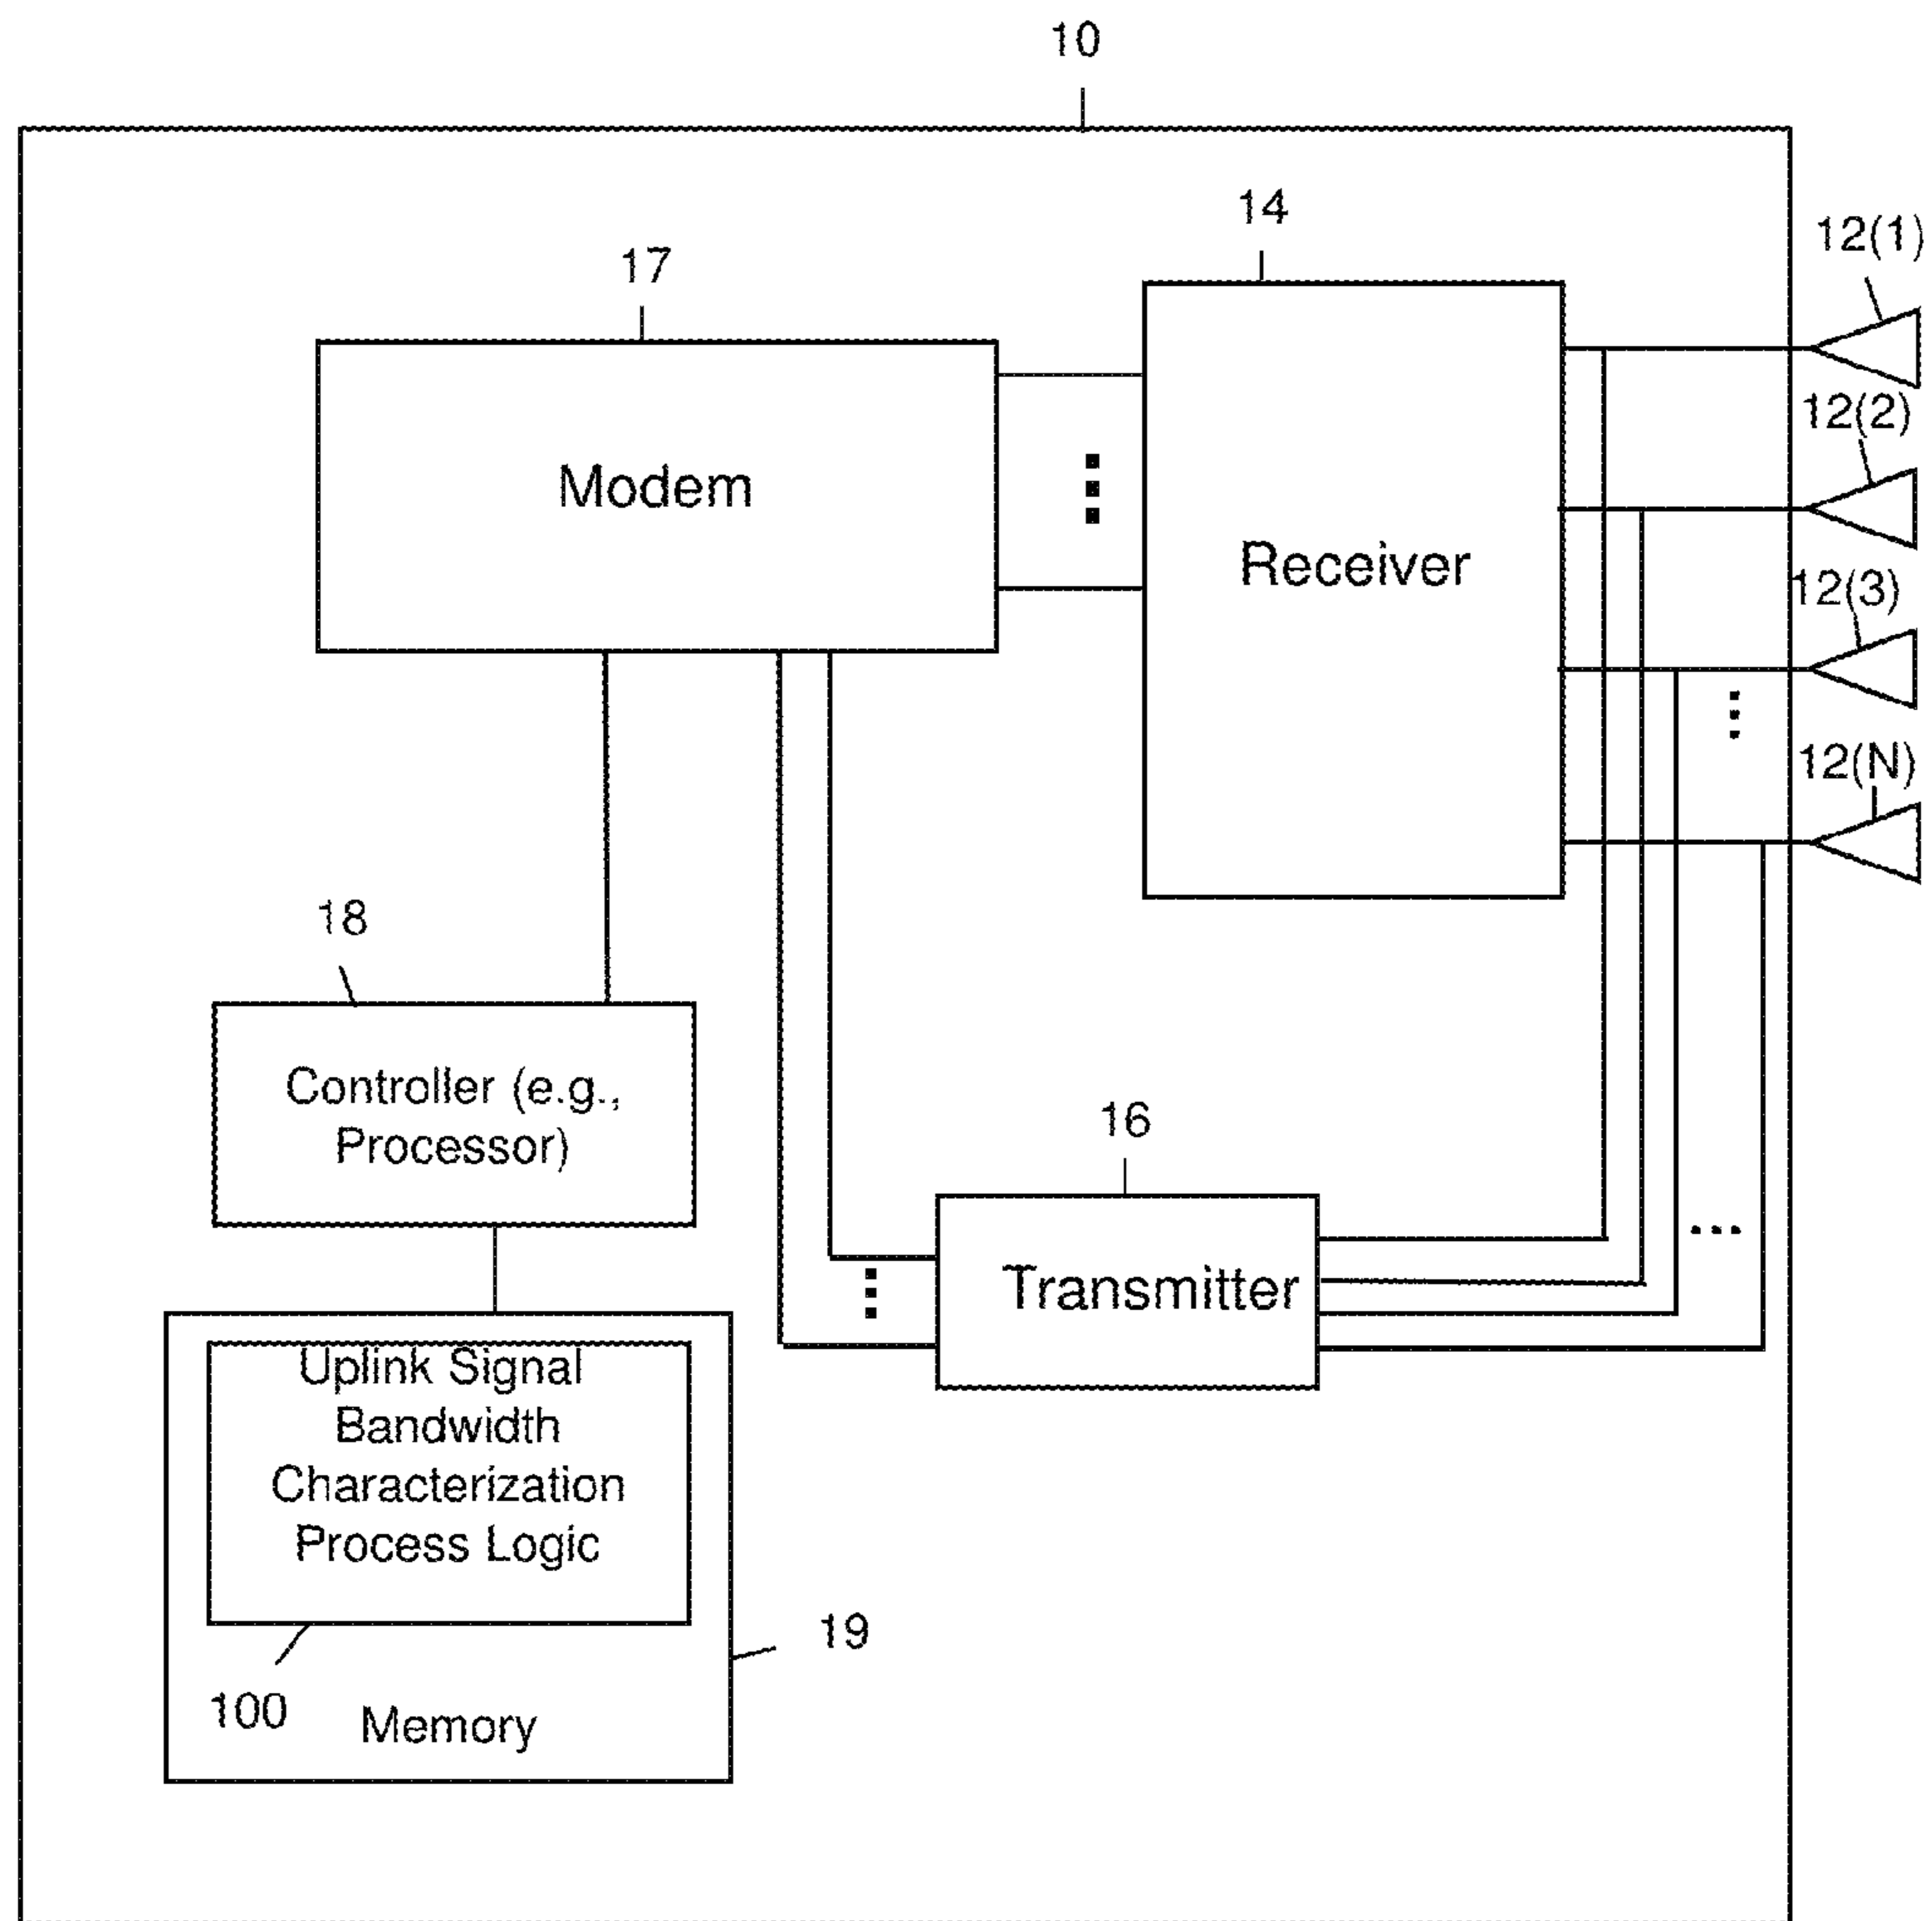 10
14
12(1)
17
12(2)
Modem
Receiver
12(3)
12(N)
18
Controller (e.g.,
Processor)
16
Transmitter
Uplink Signal
Bandwidth
Characterization
Process Logic
19
100
Memory